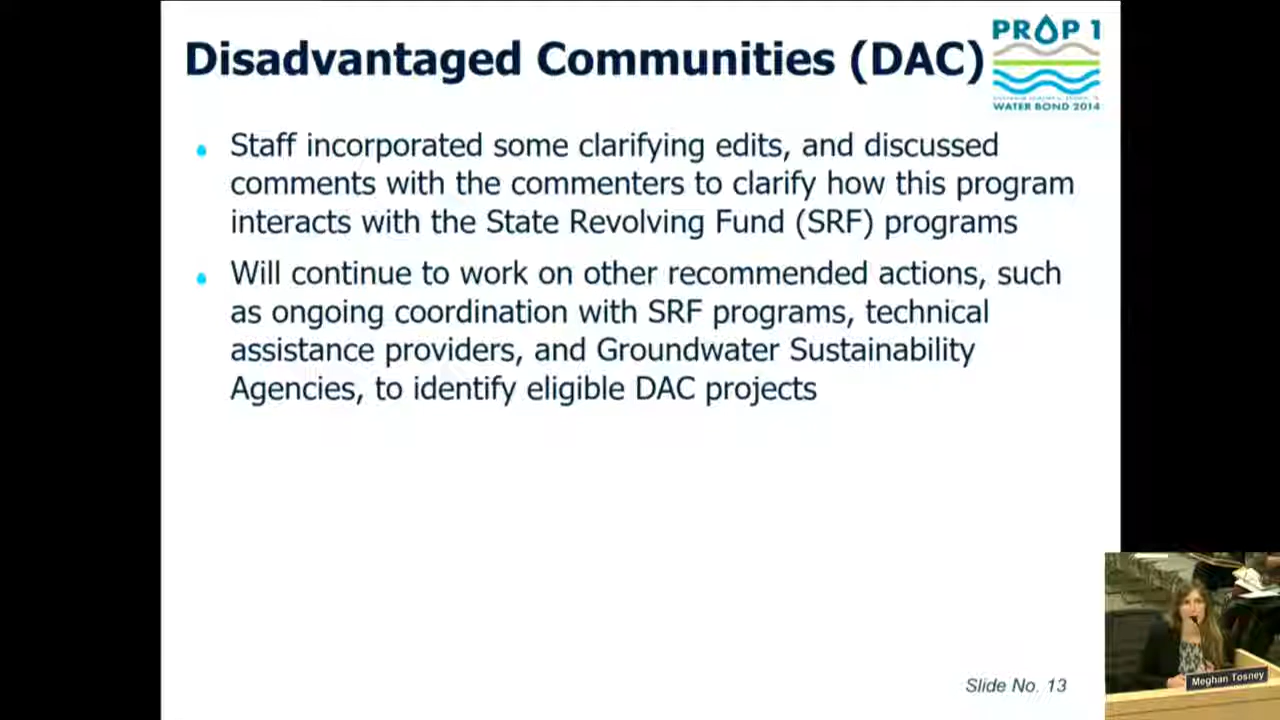 Disadvantaged Communities (DAC)
PROP 1
WATER BOND 2014
Staff incorporated some clarifying edits, and discussed
comments with the commenters to clarify how this program
interacts with the State Revolving Fund (SRF) programs
Will continue to work on other recommended actions, such
as ongoing coordination with SRF programs, technical
assistance providers, and Groundwater Sustainability
Agencies, to identify eligible DAC projects
Slide No. 13
Meghan Tosney